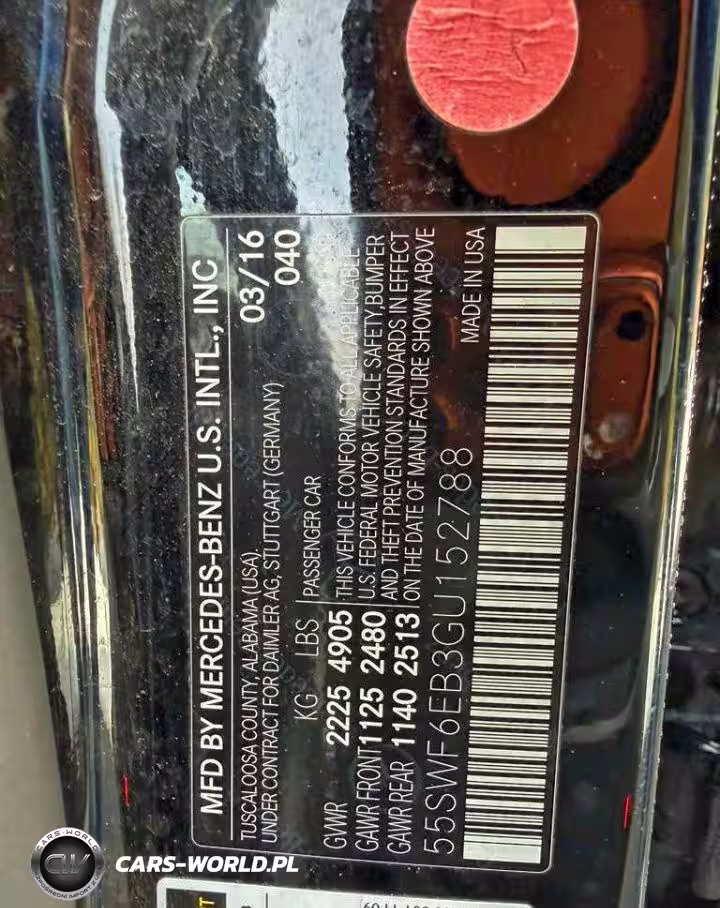 MFD BY MERCEDES-BENZ U.S. INTL., INC
TUSCALOOSA COUNTY, ALABAMA (USA) 03/16
UNDER CONTRACT FOR DAIMLER AG, STUTTGART (GERMANY) 040
KG LBS PASSENGER CAR
GVWR 2225 4905 THIS VEHICLE CONFORMS TO ALL APPLICABLE
GAWR FRONT 1125 2480 U.S. FEDERAL MOTOR VEHICLE SAFETY, BUMPER
GAWR REAR 1140 2513 AND THEFT PREVENTION STANDARDS IN EFFECT
ON THE DATE OF MANUFACTURE SHOWN ABOVE
55SWF6EB3GU152788 MADE IN USA
CARS-WORLD
CW
CARS-WORLD.PL